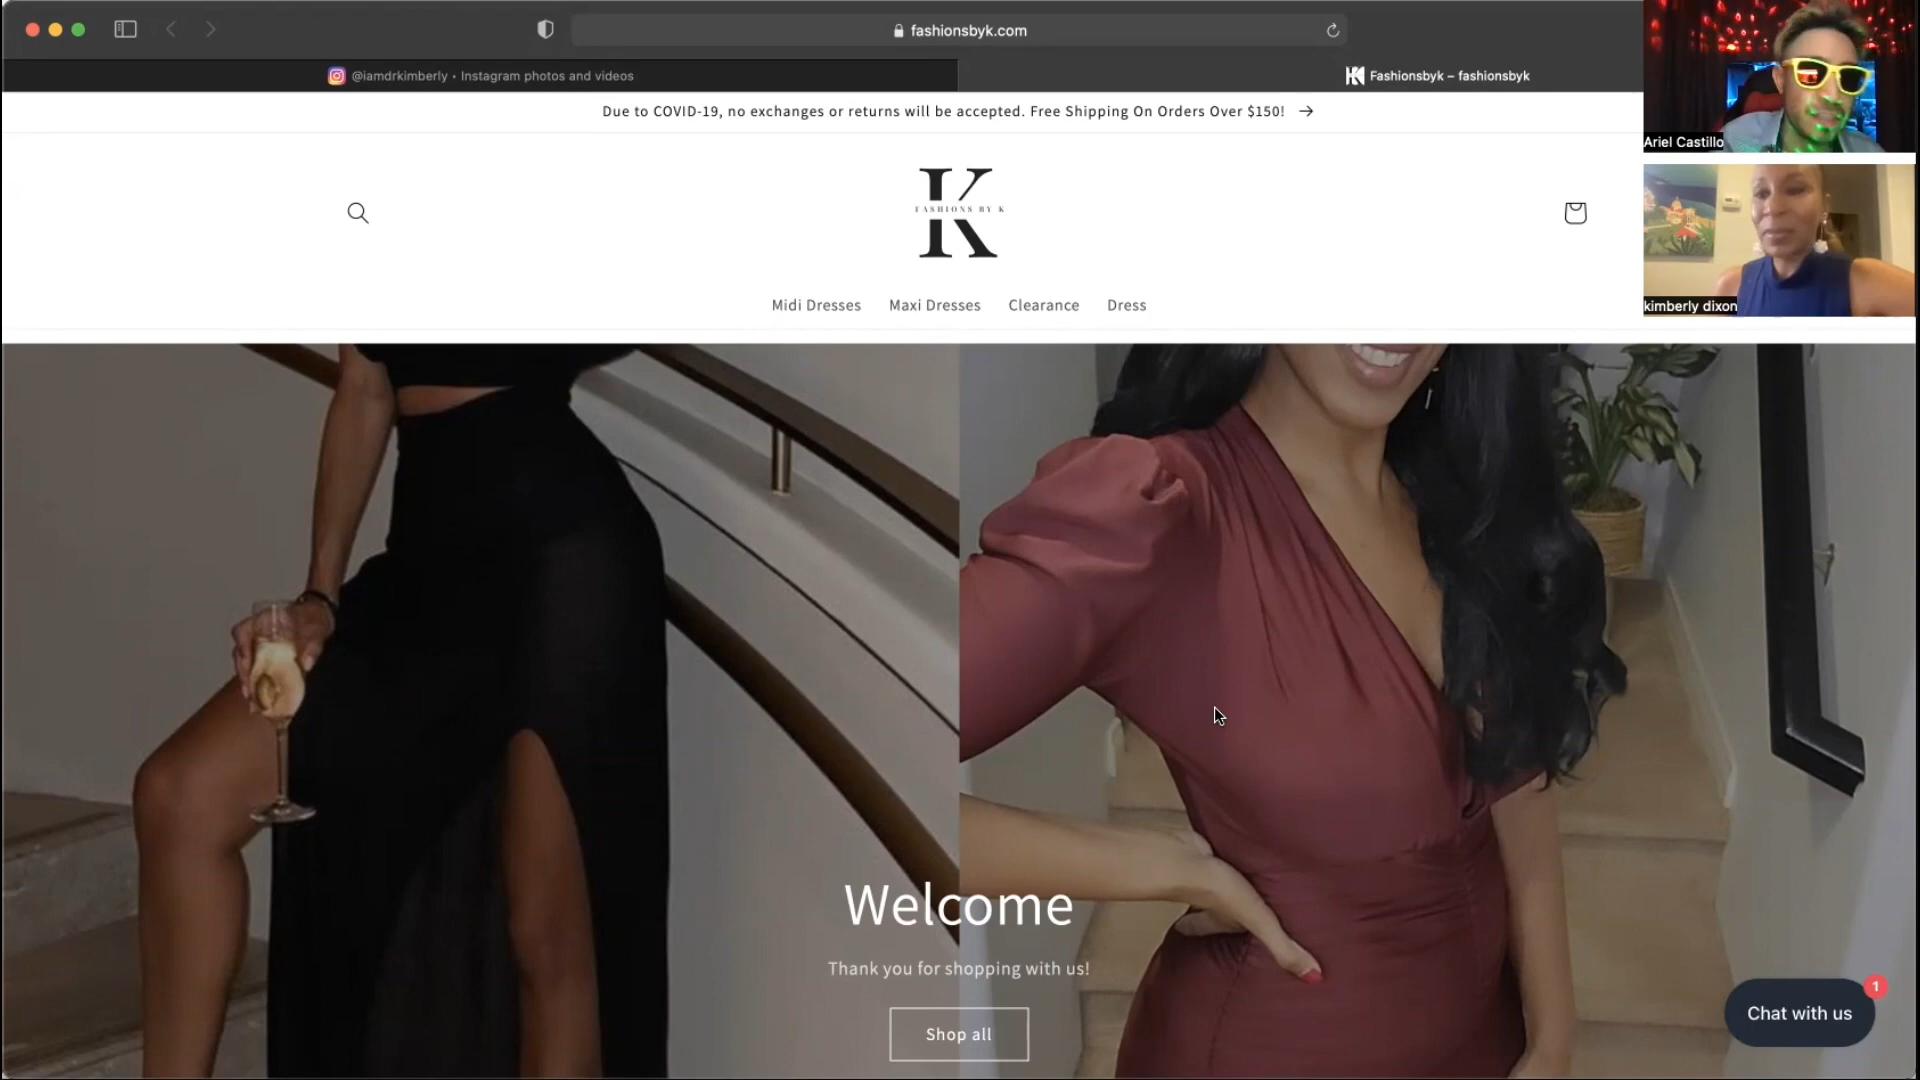 fashionsbyk.com
@iamdrkimberly • Instagram photos and videos
Fashionsbyk – fashionsbyk
Due to COVID-19, no exchanges or returns will be accepted. Free Shipping On Orders Over $150!
Ariel Castillo
K
FASHIONS BY K
kimberly dixon
Midi Dresses
Maxi Dresses
Clearance
Dress
Welcome
Thank you for shopping with us!
Shop all
1
Chat with us